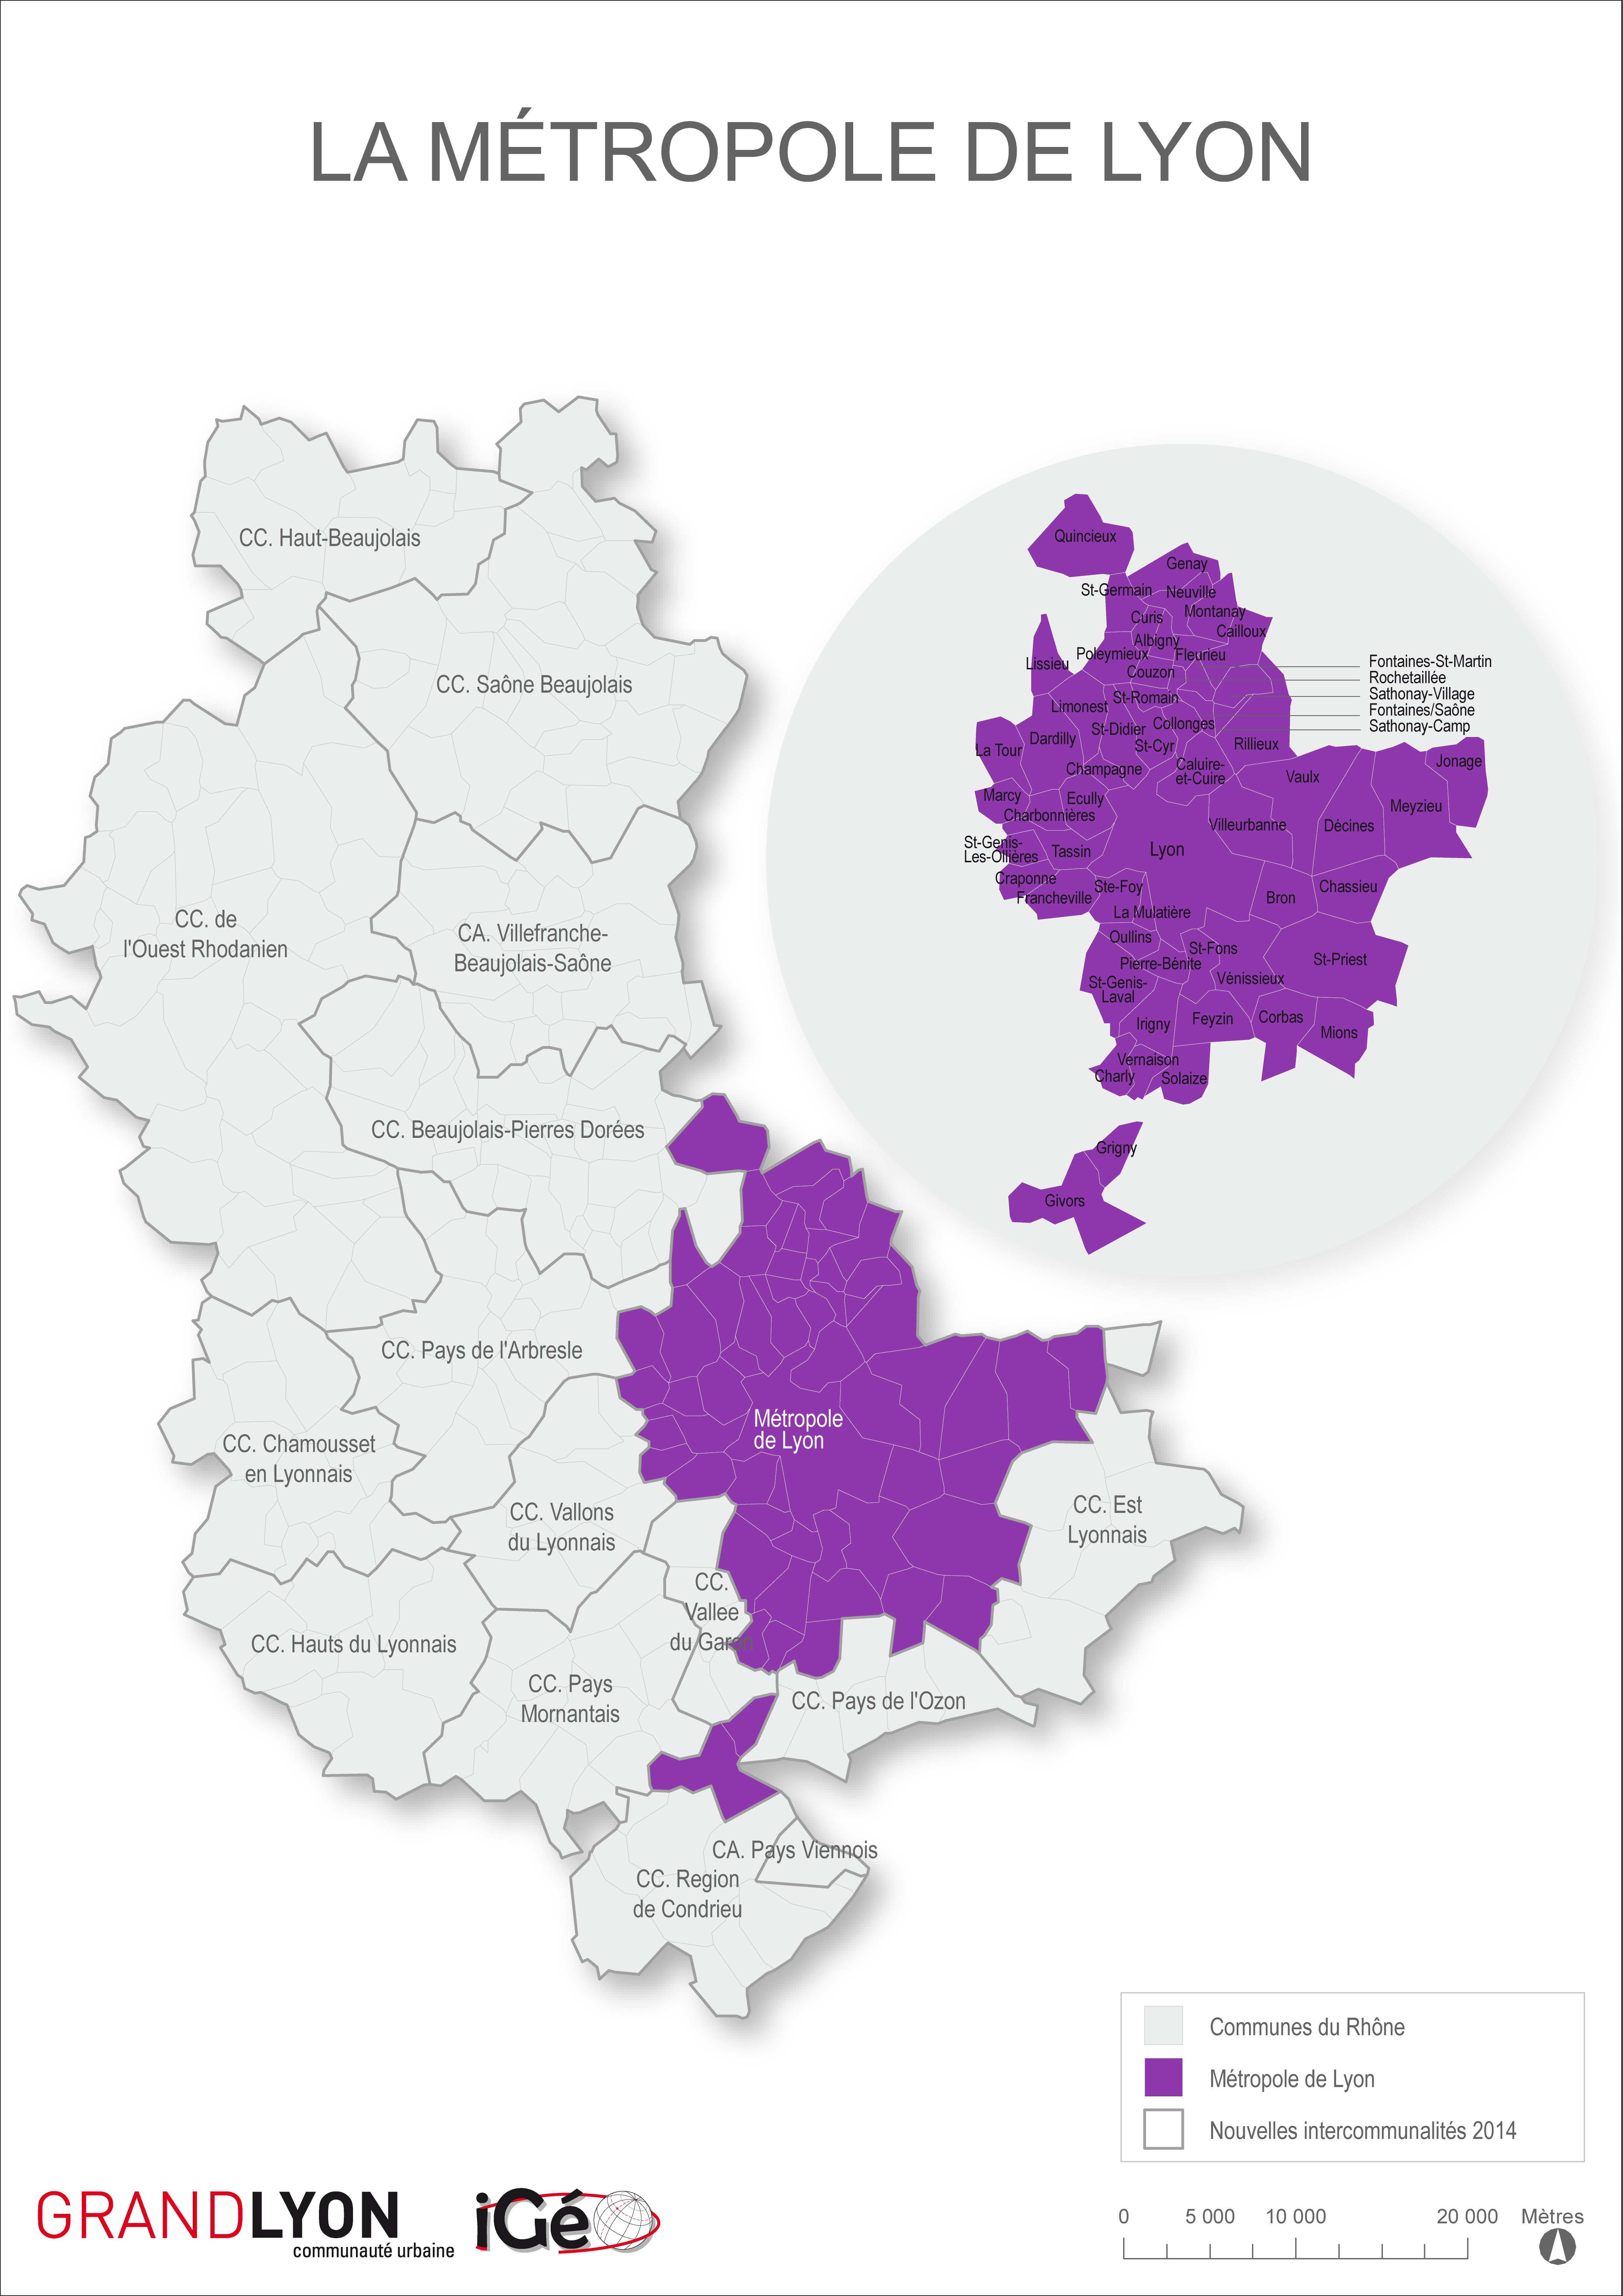 LA MÉTROPOLE DE LYON
CC. Haut-Beaujolais
CC. Saône Beaujolais
CC. de
l'Ouest Rhodanien
CA. Villefranche-
Beaujolais-Saône
CC. Beaujolais-Pierres Dorées
CC. Pays de l'Arbresle
CC. Chamousset
en Lyonnais
Métropole
de Lyon
CC. Vallons
du Lyonnais
CC. Est
Lyonnais
CC.
Vallee
du Garon
CC. Hauts du Lyonnais
CC. Pays
Mornantais
CC. Pays de l'Ozon
CA. Pays Viennois
CC. Region
de Condrieu
Quincieux
Genay
St-Germain
Neuville
Curis
Montanay
Cailloux
Albigny
Poleymieux
Fleurieu
Lissieu
Couzon
Fontaines-St-Martin
Rochetaillée
Sathonay-Village
Fontaines/Saône
Sathonay-Camp
St-Romain
Limonest
St-Didier
Collonges
Dardilly
St-Cyr
Rillieux
La Tour
Champagne
Caluire-
et-Cuire
Vaulx
Jonage
Marcy
Ecully
Meyzieu
Charbonnières
Villeurbanne
Décines
St-Genis-
Les-Ollières
Tassin
Lyon
Craponne
Ste-Foy
Chassieu
Francheville
Bron
La Mulatière
Oullins
St-Fons
Pierre-Bénite
St-Priest
St-Genis-
Laval
Vénissieux
Irigny
Feyzin
Corbas
Mions
Vernaison
Charly
Solaize
Grigny
Givors
Communes du Rhône
Métropole de Lyon
Nouvelles intercommunalités 2014
0 5 000 10 000 20 000 Mètres
GRANDLYON
communauté urbaine
iGéo